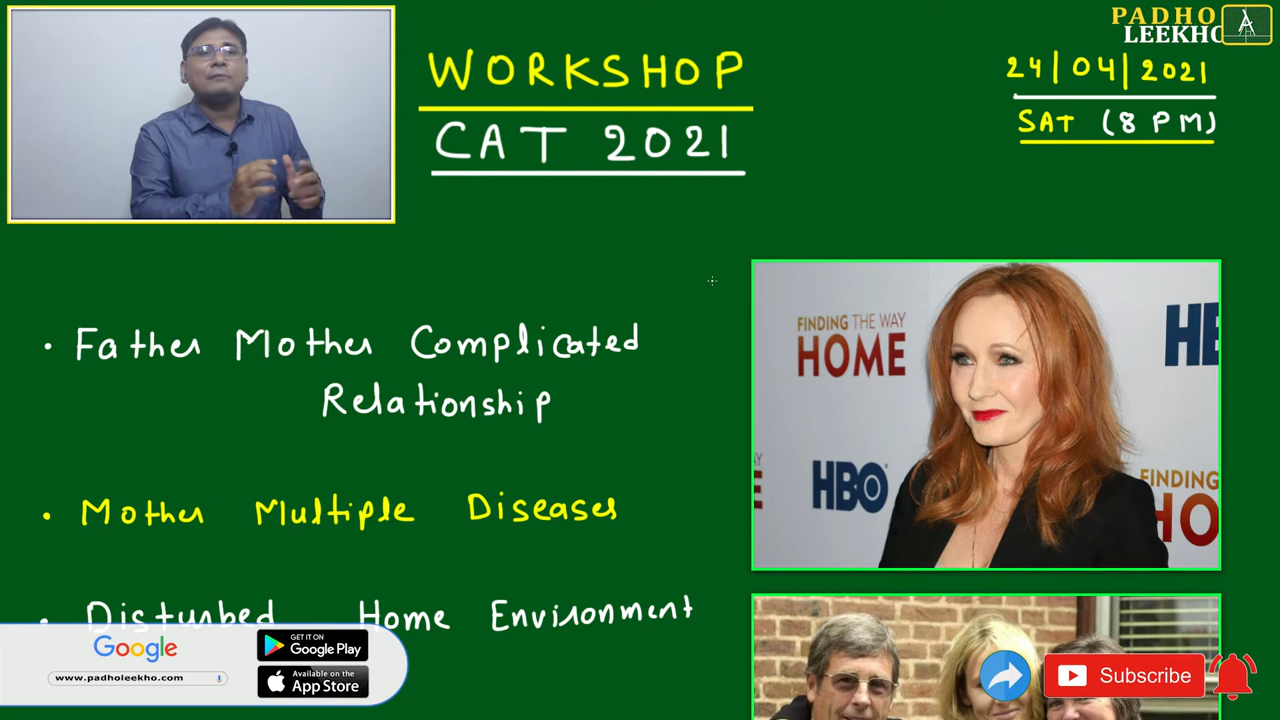 PADHO
LEEKHO
WORKSHOP
24/04/2021
CAT 2021
SAT (8 PM)
FINDING THE WAY
HOME
HB
HBO
FINDING
HO
• Father Mother Complicated
Relationship
• Mother Multiple Diseases
• Disturbed Home Environment
Google
www.padholeekho.com
GET IT ON
Google Play
Available on the
App Store
Subscribe